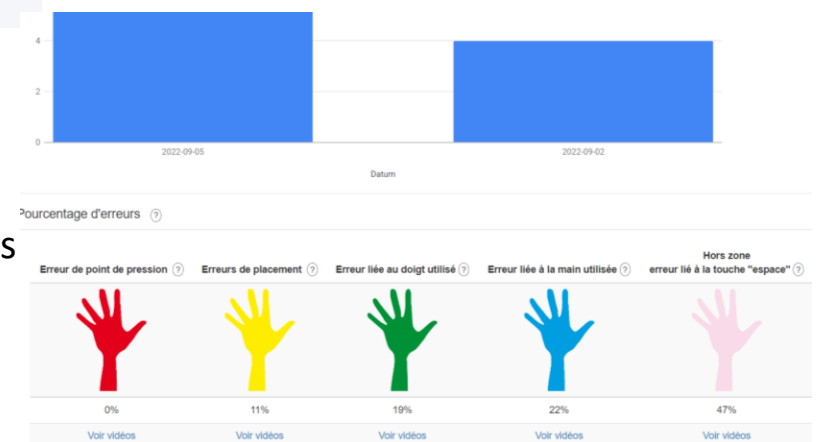 4
2
0
2022-09-05 2022-09-02
Datum
Pourcentage d'erreurs ?
s
Erreur de point de pression ? Erreurs de placement ? Erreur liée au doigt utilisé ? Erreur liée à la main utilisée ? Hors zone
erreur lié à la touche "espace" ?
0% 11% 19% 22% 47%
Voir vidéos Voir vidéos Voir vidéos Voir vidéos Voir vidéos